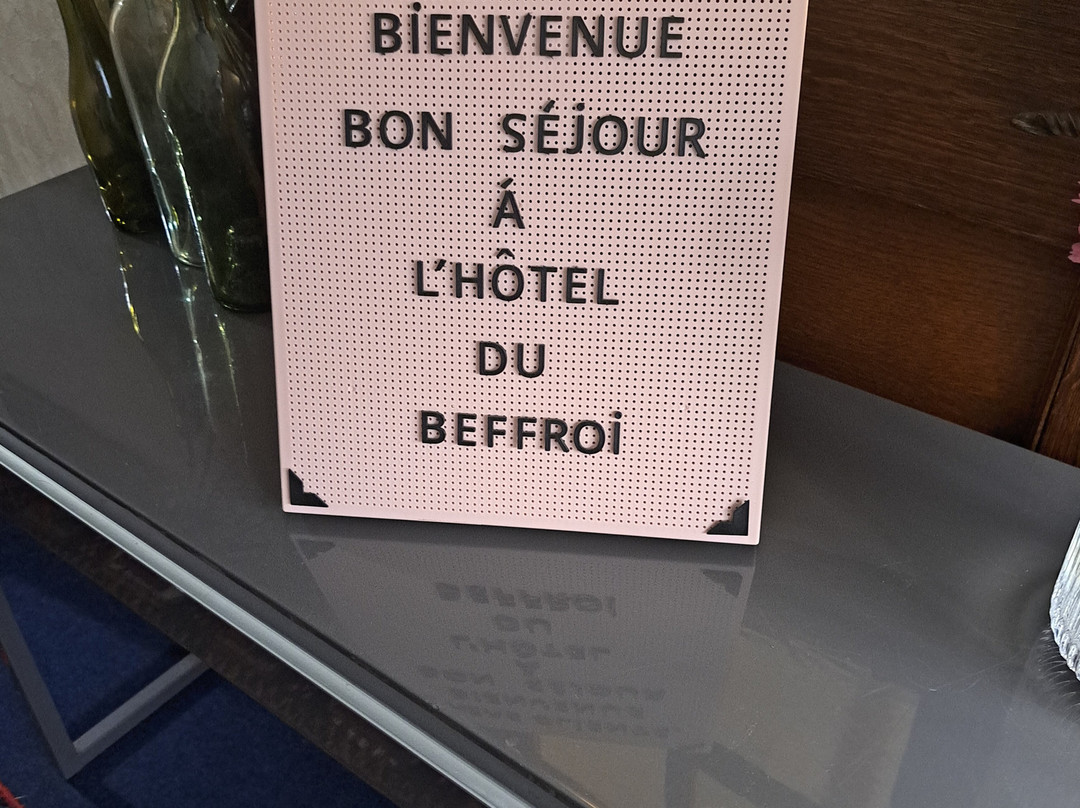 BiENVENUE
BON SÉjOUR
Á
L'HÔTEL
DU
BEFFROi